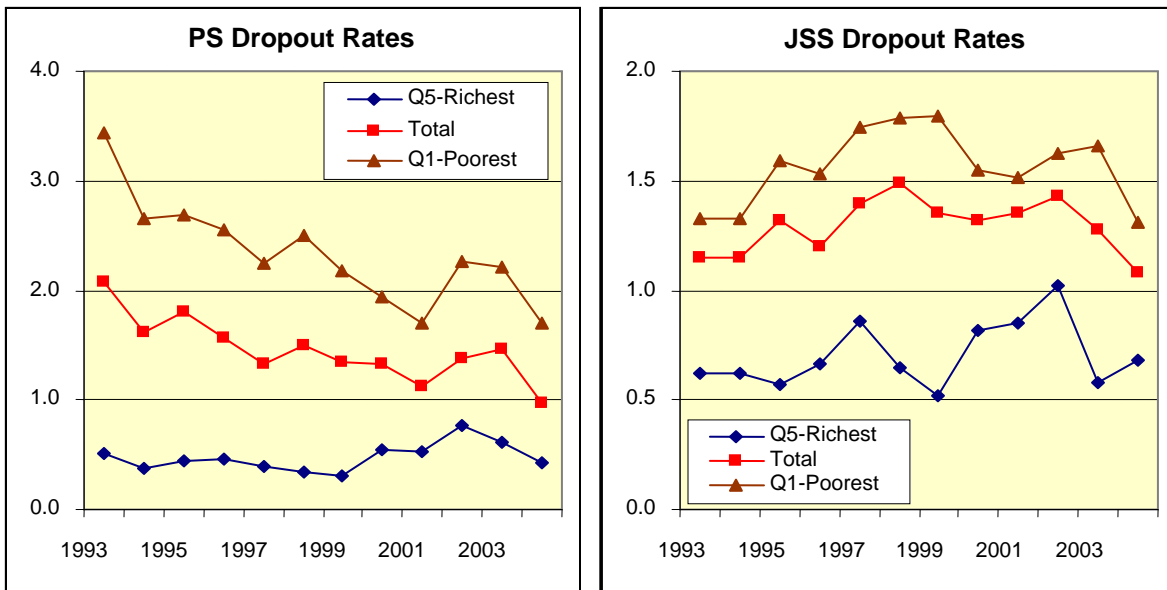 PS Dropout Rates
4.0
3.0
2.0
1.0
0.0
Q5-Richest
Total
Q1-Poorest
1993 1995 1997 1999 2001 2003
JSS Dropout Rates
2.0
1.5
1.0
0.5
0.0
Q5-Richest
Total
Q1-Poorest
1993 1995 1997 1999 2001 2003